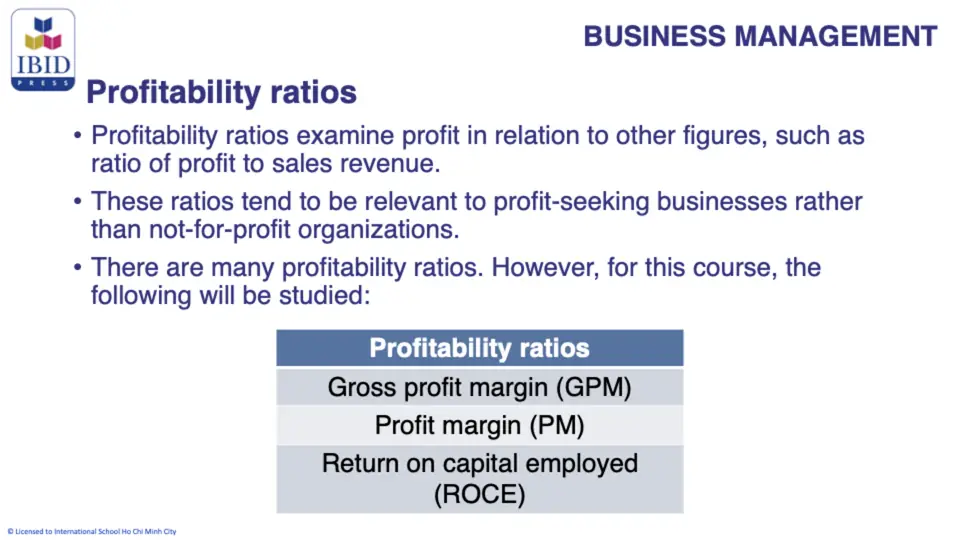 IBID
PRESS
BUSINESS MANAGEMENT
Profitability ratios
• Profitability ratios examine profit in relation to other figures, such as
ratio of profit to sales revenue.
• These ratios tend to be relevant to profit-seeking businesses rather
than not-for-profit organizations.
• There are many profitability ratios. However, for this course, the
following will be studied:
Profitability ratios
Gross profit margin (GPM)
Profit margin (PM)
Return on capital employed
(ROCE)
© Licensed to International School Ho Chi Minh City